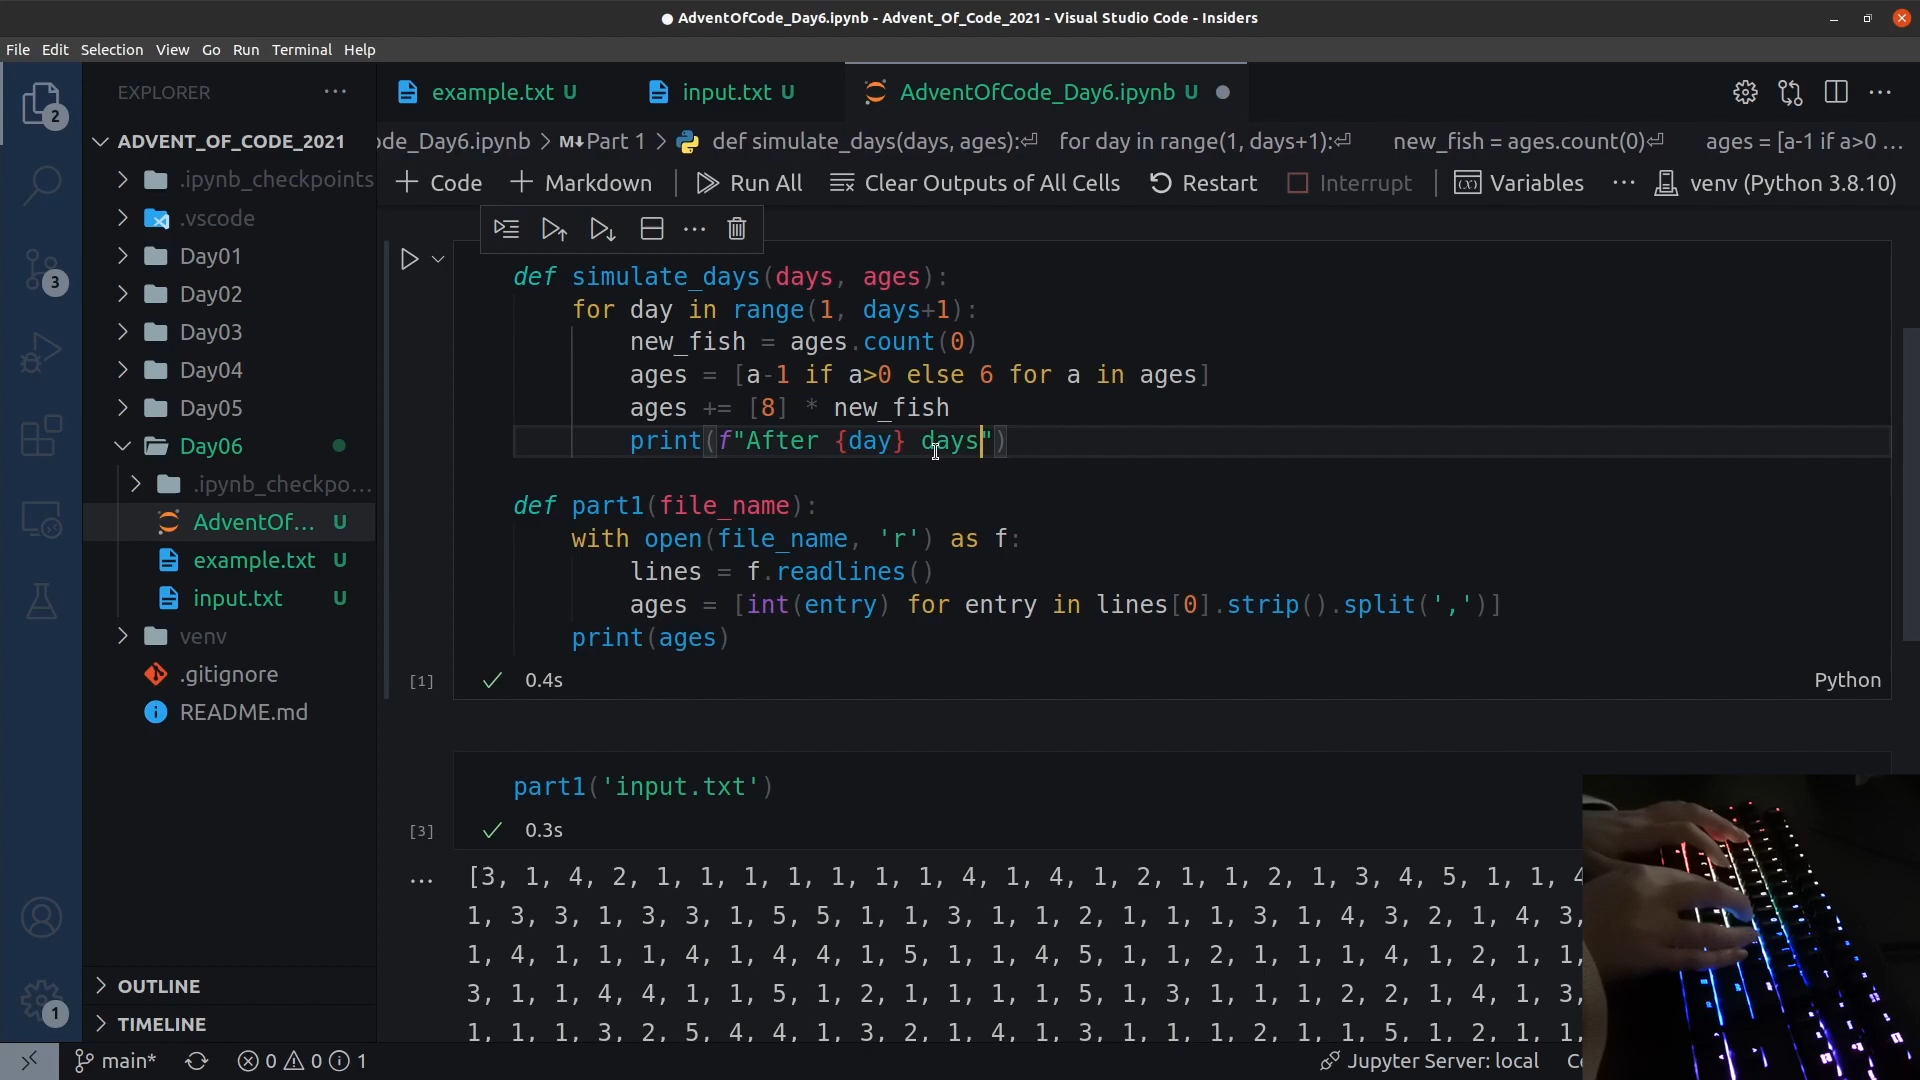 AdventOfCode_Day6.ipynb - Advent_Of_Code_2021 - Visual Studio Code - Insiders
File Edit Selection View Go Run Terminal Help
EXPLORER
example.txt U
input.txt U
AdventOfCode_Day6.ipynb U
2
ADVENT_OF_CODE_2021
ode_Day6.ipynb > M↓Part 1 > def simulate_days(days, ages):⏎ for day in range(1, days+1):⏎ new_fish = ages.count(0)⏎ ages = [a-1 if a>0 ...
+ Code + Markdown Run All Clear Outputs of All Cells Restart Interrupt Variables ... venv (Python 3.8.10)
.ipynb_checkpoints
.vscode
Day01
Day02
Day03
Day04
Day05
Day06
.ipynb_checkpo...
AdventOf... U
example.txt U
input.txt U
venv
.gitignore
README.md
3
def simulate_days(days, ages):
for day in range(1, days+1):
new_fish = ages.count(0)
ages = [a-1 if a>0 else 6 for a in ages]
ages += [8] * new_fish
print(f"After {day} days")
def part1(file_name):
with open(file_name, 'r') as f:
lines = f.readlines()
ages = [int(entry) for entry in lines[0].strip().split(',')]
print(ages)
[1] 0.4s Python
part1('input.txt')
[3] 0.3s
[3, 1, 4, 2, 1, 1, 1, 1, 1, 1, 1, 4, 1, 4, 1, 2, 1, 1, 2, 1, 3, 4, 5, 1, 1, 4
1, 3, 3, 1, 3, 3, 1, 5, 5, 1, 1, 3, 1, 1, 2, 1, 1, 1, 3, 1, 4, 3, 2, 1, 4, 3,
1, 4, 1, 1, 1, 4, 1, 4, 4, 1, 5, 1, 1, 4, 5, 1, 1, 2, 1, 1, 1, 4, 1, 2, 1, 1,
3, 1, 1, 4, 4, 1, 1, 5, 1, 2, 1, 1, 1, 1, 5, 1, 3, 1, 1, 1, 2, 2, 1, 4, 1, 3,
1, 1, 1, 3, 2, 5, 4, 4, 1, 3, 2, 1, 4, 1, 3, 1, 1, 1, 2, 1, 1, 5, 1, 2, 1, 1,
OUTLINE
TIMELINE
1
main* 0 0 1 Jupyter Server: local